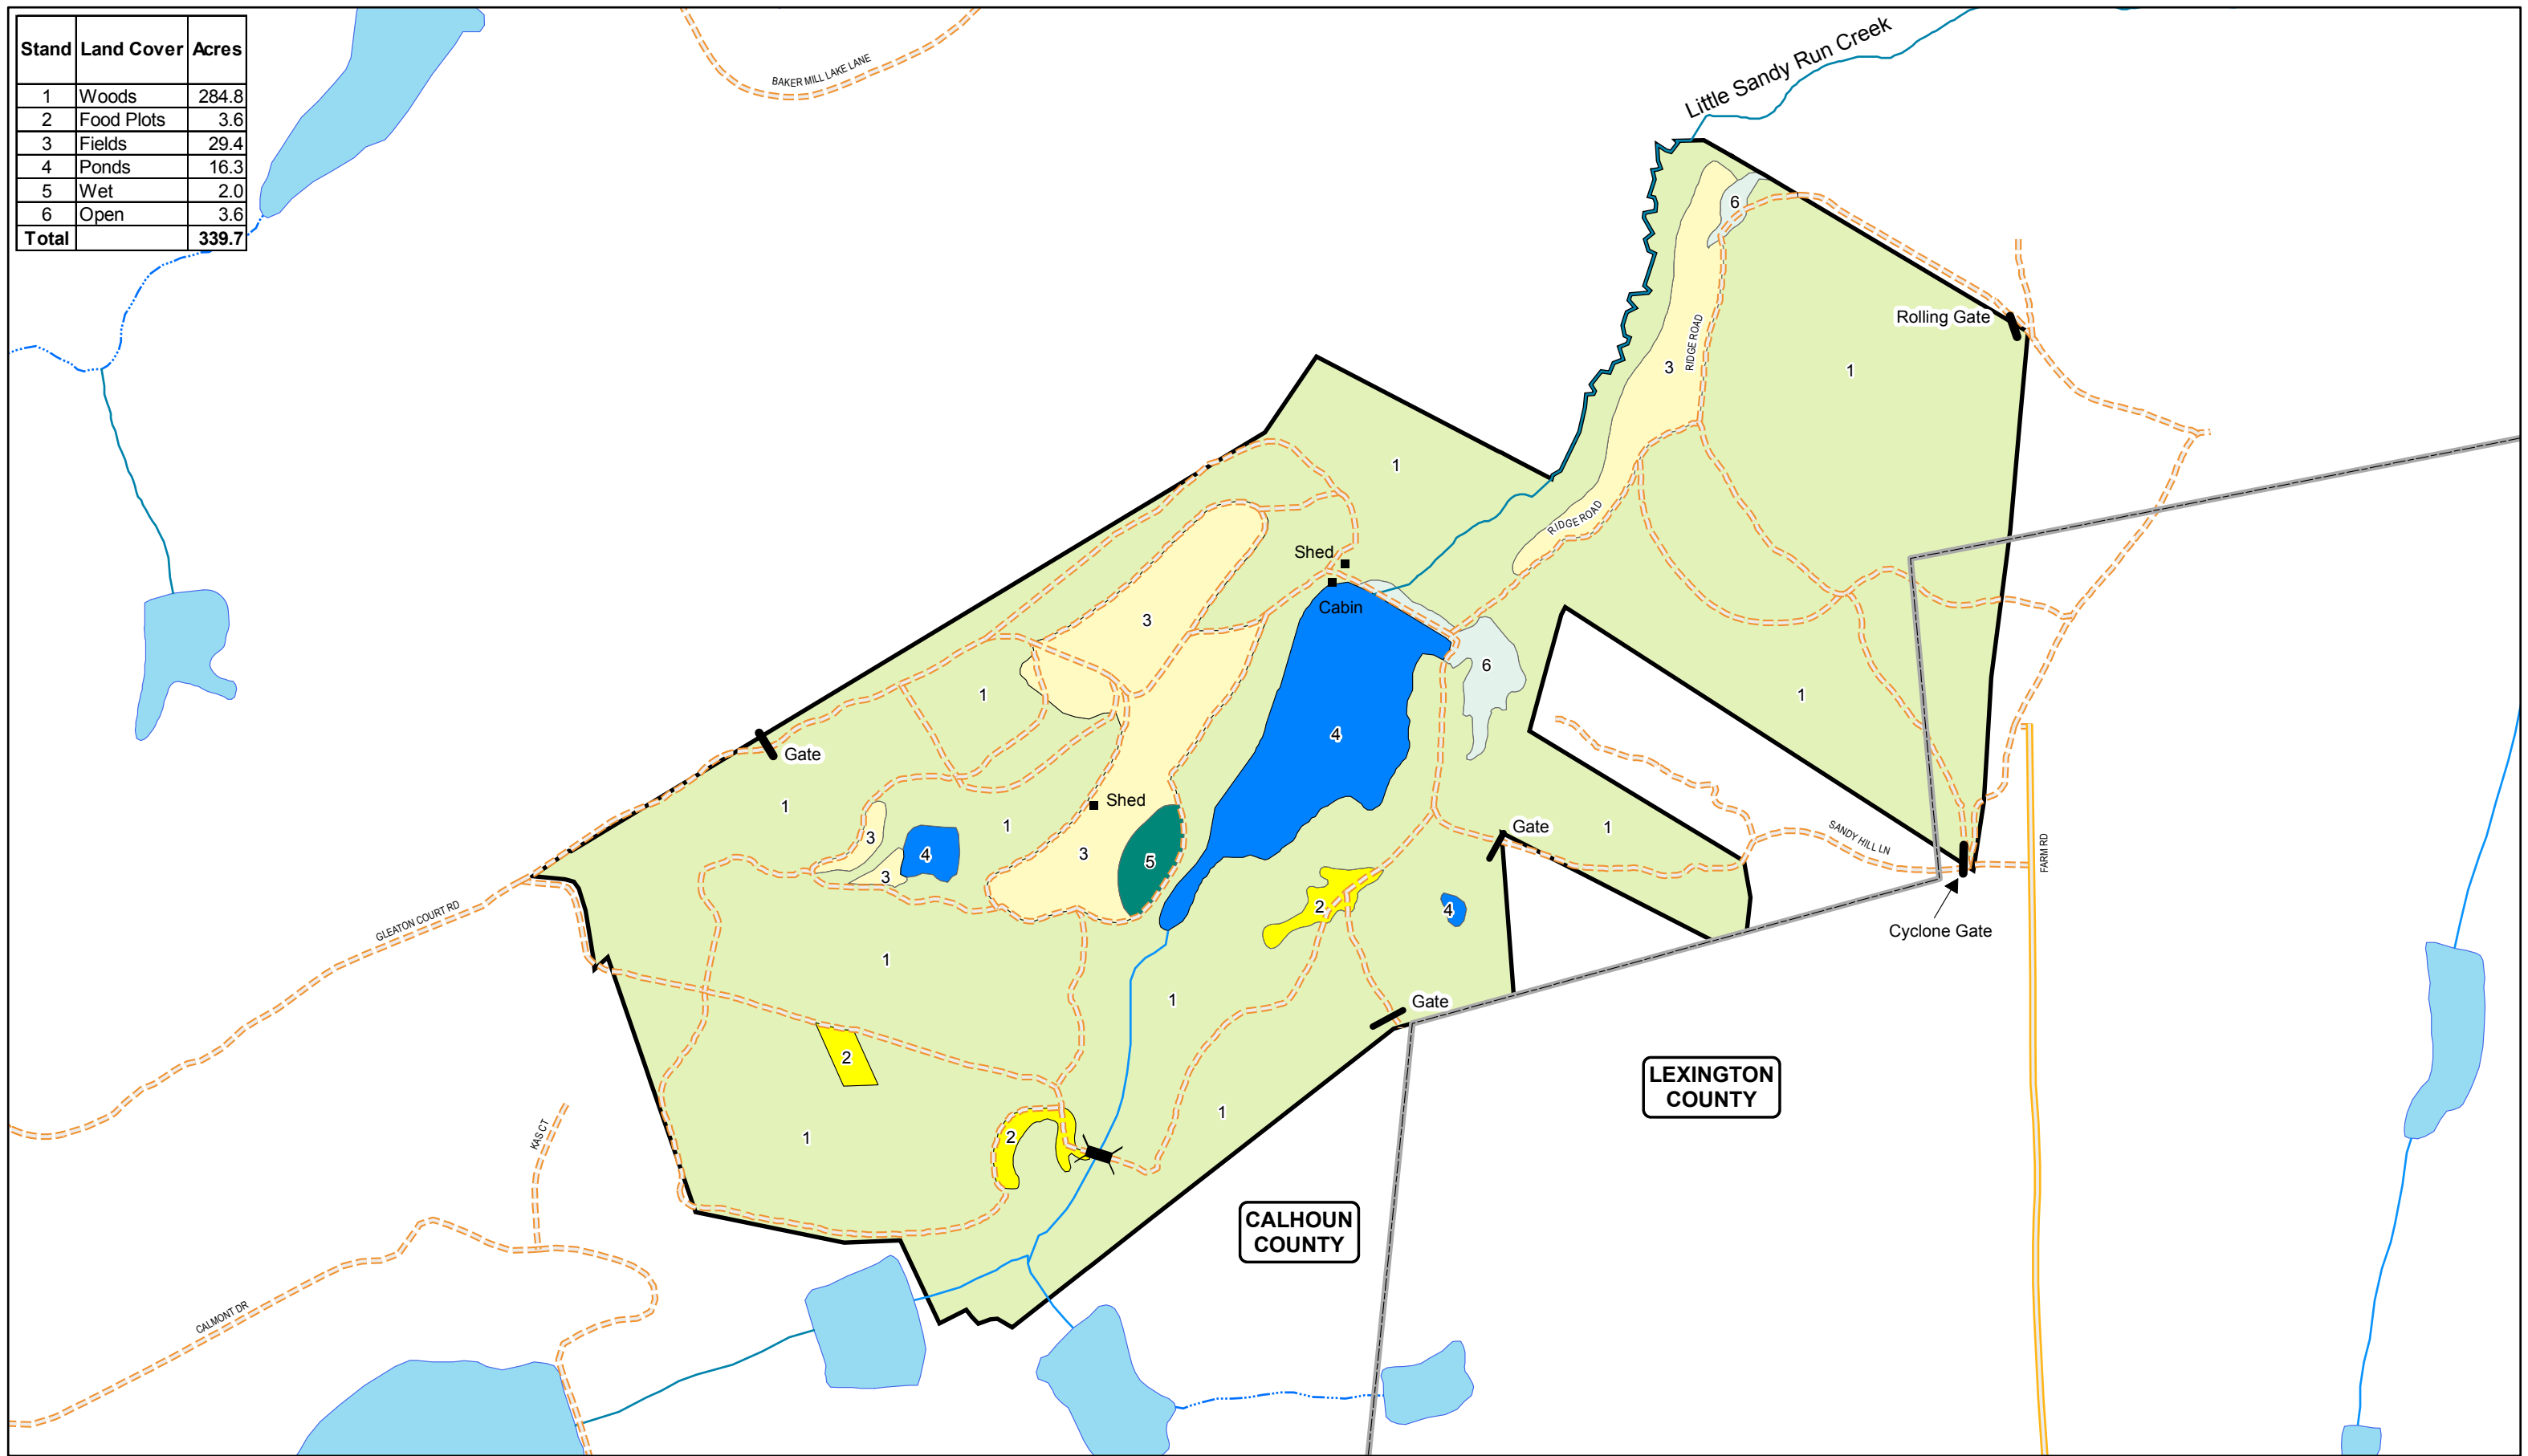 Stand Land Cover Acres
1 Woods 284.8
2 Food Plots 3.6
3 Fields 29.4
4 Ponds 16.3
5 Wet 2.0
6 Open 3.6
Total 339.7
BAKER MILL LAKE LANE
Little Sandy Run Creek
6
Rolling Gate
RIDGE ROAD
3
1
1
RIDGE ROAD
Shed
Cabin
3
6
1
1
4
Gate
Shed
1
3
4
1
3
5
3
Gate
1
SANDY HILL LN
FARM RD
2
4
GLEATON COURT RD
Cyclone Gate
1
1
Gate
2
LEXINGTON
COUNTY
1
2
1
KAS CT
CALHOUN
COUNTY
CALMONT DR